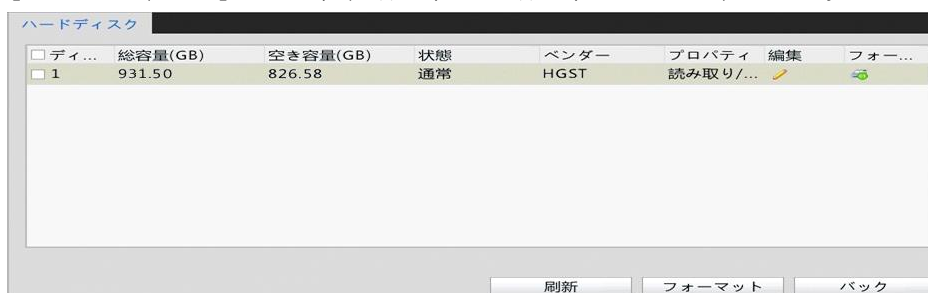 ハードディスク
ディ... 総容量(GB) 空き容量(GB) 状態 ベンダー プロパティ 編集 フォー...
1 931.50 826.58 通常 HGST 読み取り/...
刷新 フォーマット バック